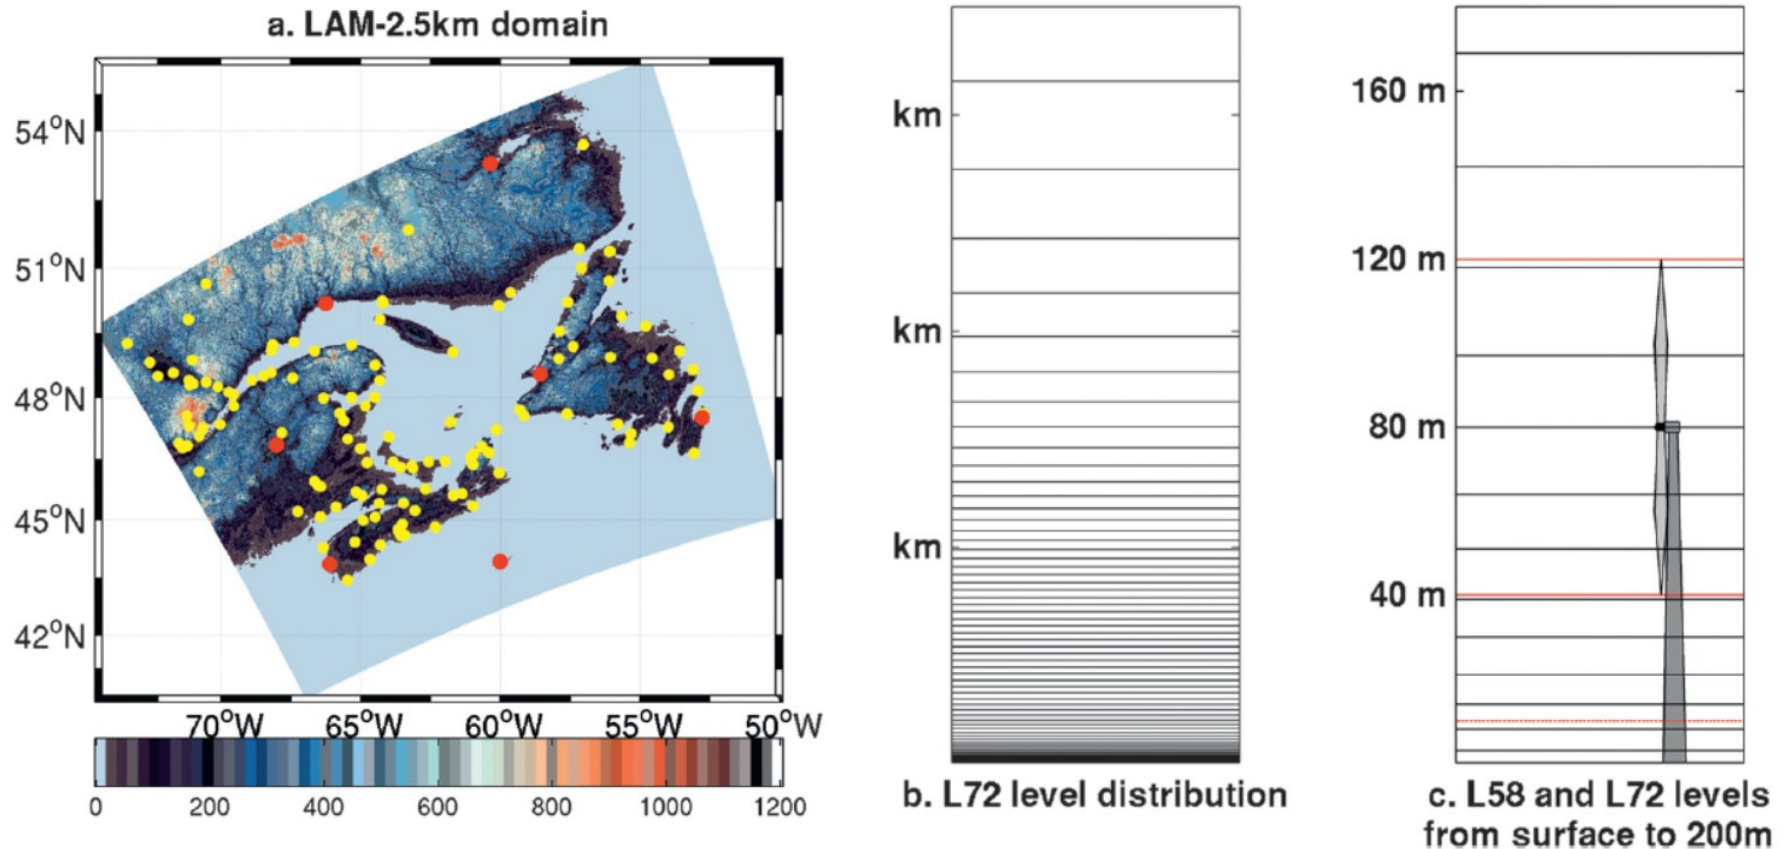 a. LAM-2.5km domain
54°N
51°N
48°N
45°N
42°N
70°W 65°W 60°W 55°W 50°W
0 200 400 600 800 1000 1200
km
km
km
b. L72 level distribution
160 m
120 m
80 m
40 m
c. L58 and L72 levels
from surface to 200m